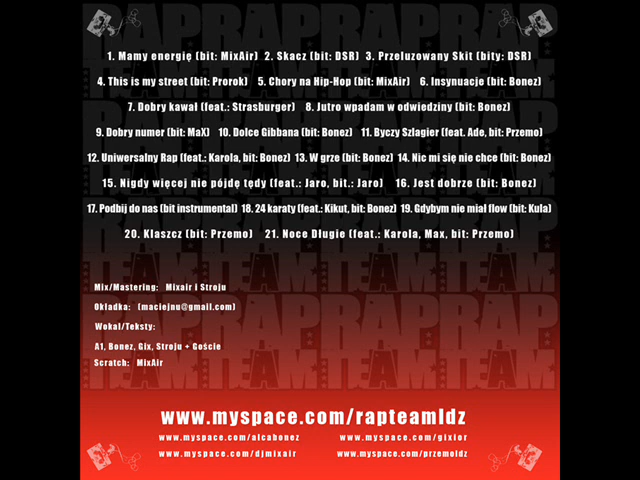 1. Mamy energię (bit: MixAir) 2. Skacz (bit: DSR) 3. Przeluzowany Skit (bity: DSR)
4. This is my street (bit: Prorok) 5. Chory na Hip-Hop (bit: MixAir) 6. Insynuacje (bit: Bonez)
7. Dobry kawał (feat.: Strasburger) 8. Jutro wpadam w odwiedziny (bit: Bonez)
9. Dobry numer (bit: MaX) 10. Dolce Gibbana (bit: Bonez) 11. Byczy Szlagier (feat. Ade, bit: Przemo)
12. Uniwersalny Rap (feat.: Karola, bit: Bonez) 13. W grze (bit: Bonez) 14. Nic mi się nie chce (bit: Bonez)
15. Nigdy więcej nie pójdę tędy (feat.: Jaro, bit.: Jaro) 16. Jest dobrze (bit: Bonez)
17. Podbij do nas (bit instrumental) 18. 24 karaty (feat.: Kikut, bit: Bonez) 19. Gdybym nie miał flow (bit: Kula)
20. Kłaszcz (bit: Przemo) 21. Noce Długie (feat.: Karola, Max, bit: Przemo)
Mix/Mastering: Mixair i Stroju
Okładka: (maciejnu@gmail.com)
Wokal/Teksty:
A1, Bonez, Gix, Stroju + Goście
Scratch: MixAir
www.myspace.com/rapteamldz
www.myspace.com/alcabonez www.myspace.com/gixior
www.myspace.com/djmixair www.myspace.com/przemoldz
RAP RAP RAP
TEAM TEAM TEAM